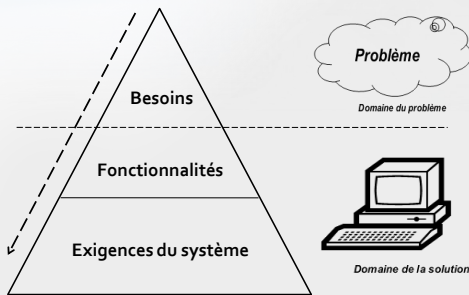 Problème
Besoins
Domaine du problème
Fonctionnalités
Exigences du système
Domaine de la solution